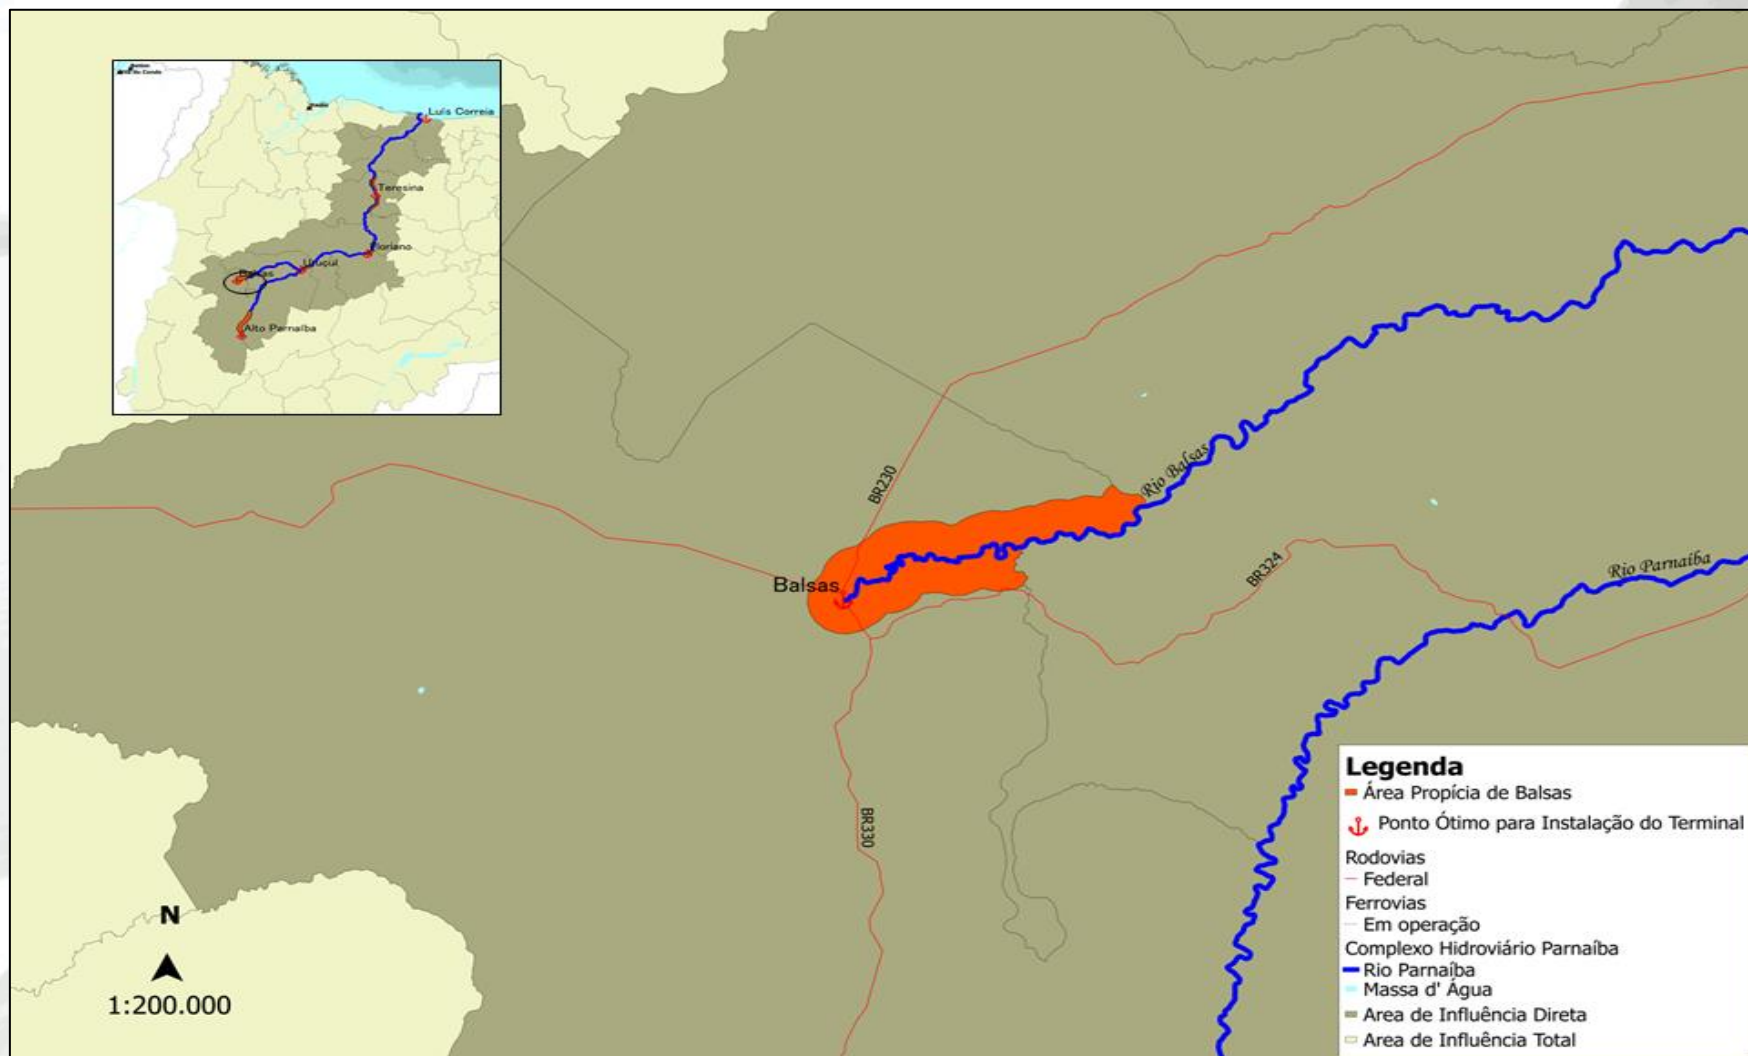 Luís Correia
Teresina
Floriano
Uruçuí
Balsas
Alto Parnaíba
BR230
Rio Balsas
Balsas
BR324
Rio Parnaíba
BR330
N
1:200.000
Legenda
Área Propícia de Balsas
Ponto Ótimo para Instalação do Terminal
Rodovias
Federal
Ferrovias
Em operação
Complexo Hidroviário Parnaíba
Rio Parnaíba
Massa d' Água
Area de Influência Direta
Area de Influência Total